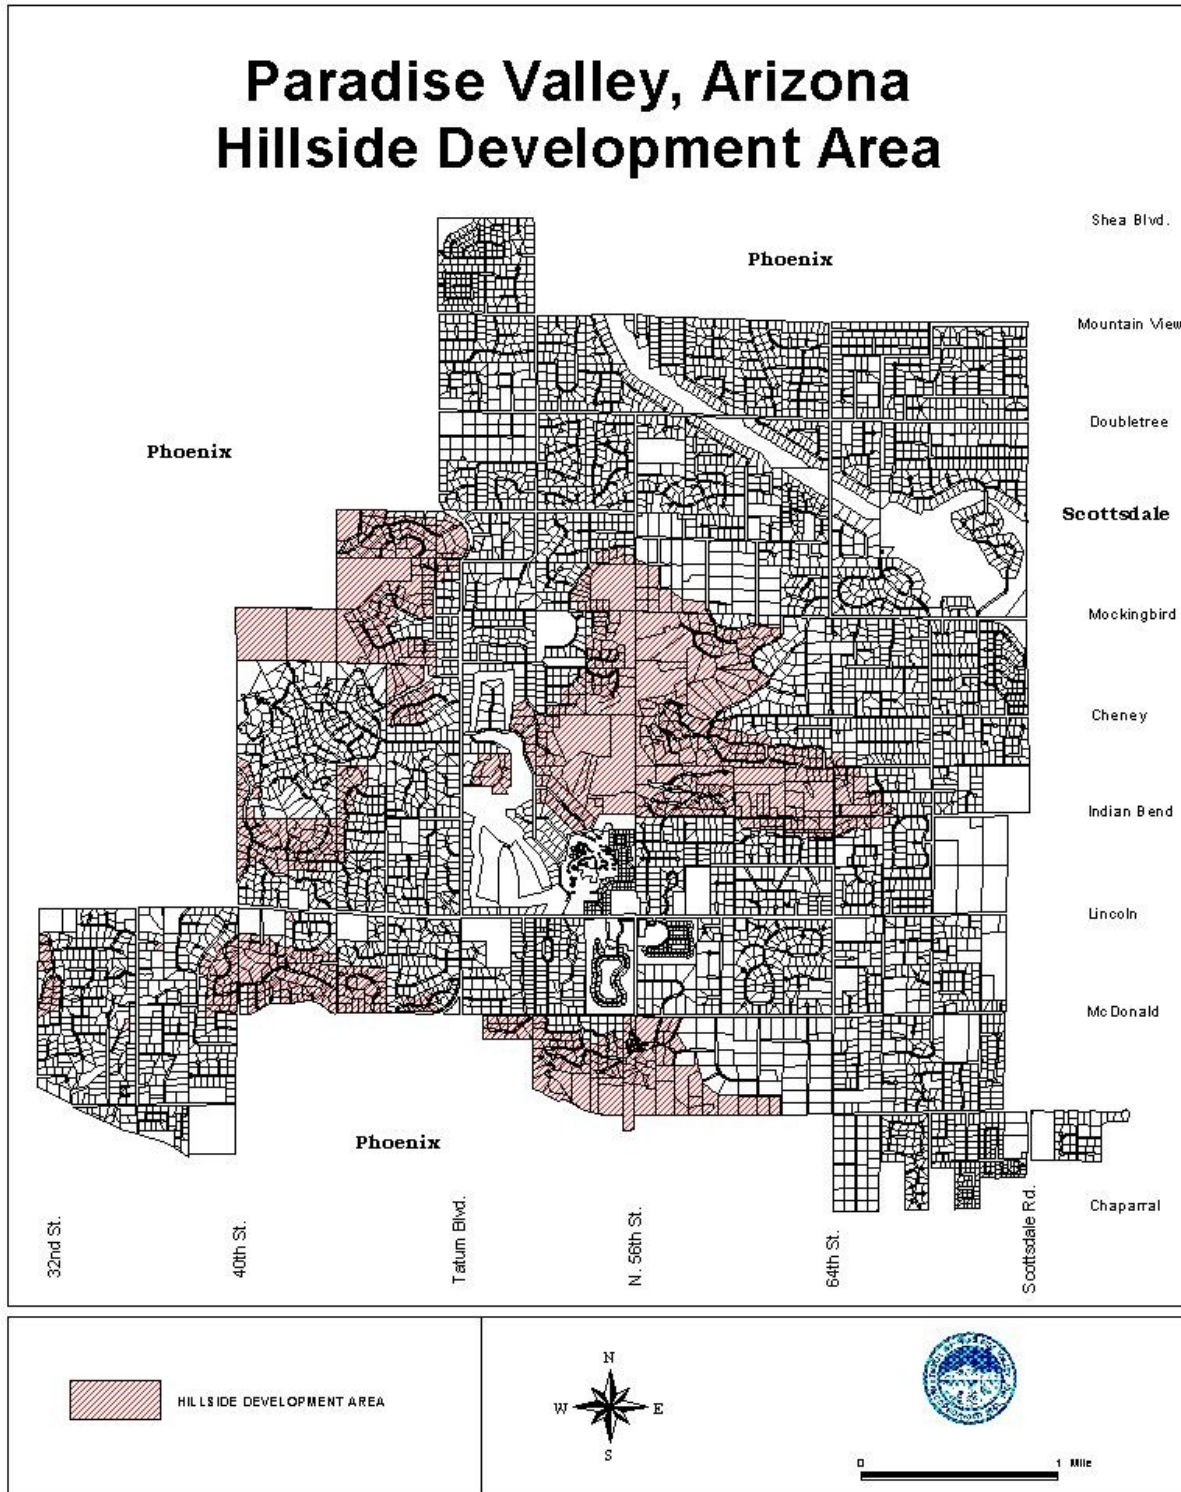 Paradise Valley, Arizona
Hillside Development Area
Shea Blvd.
Phoenix
Mountain View
Doubletree
Phoenix
Scottsdale
Mockingbird
Cheney
Indian Bend
Lincoln
McDonald
Phoenix
Chaparral
32nd St.
40th St.
Tatum Blvd.
N. 56th St.
64th St.
Scottsdale Rd.
HILLSIDE DEVELOPMENT AREA
N
W E
S
0 1 Mile